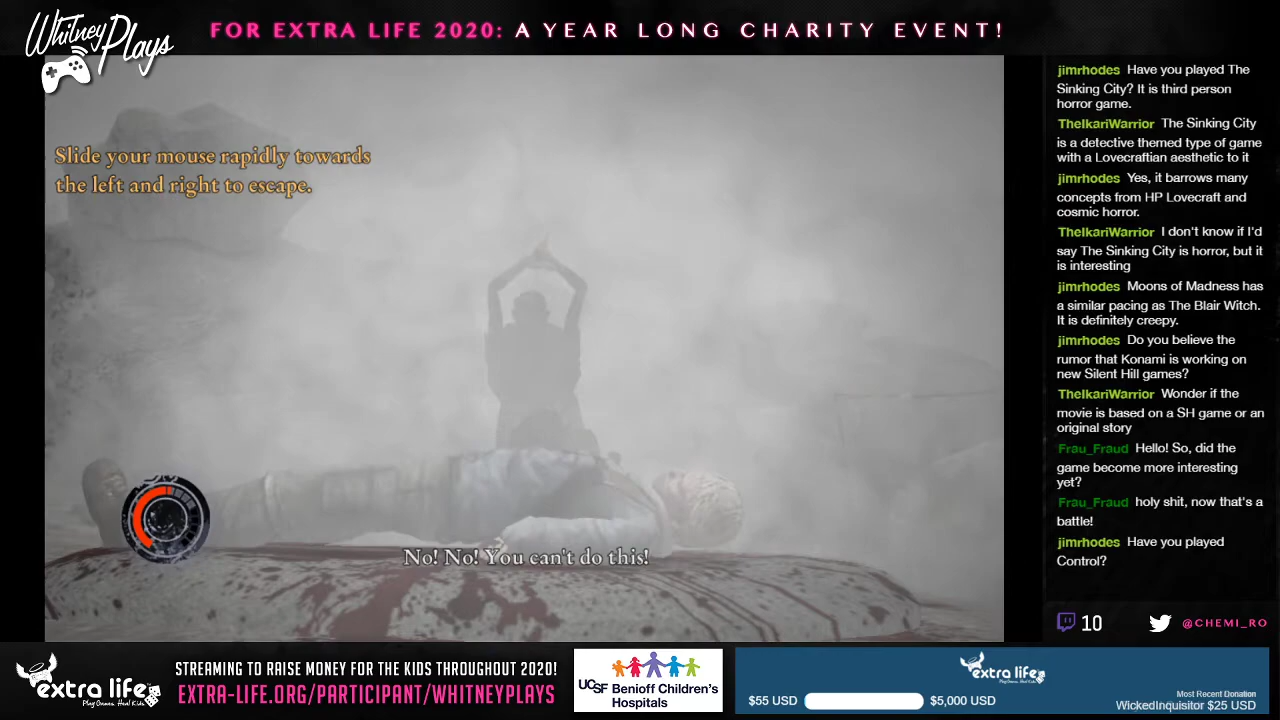 Whitney Plays
FOR EXTRA LIFE 2020: A YEAR LONG CHARITY EVENT!
Slide your mouse rapidly towards
the left and right to escape.
No! No! You can't do this!
jimrhodes Have you played The
Sinking City? It is third person
horror game.
TheIkariWarrior The Sinking City
is a detective themed type of game
with a Lovecraftian aesthetic to it
jimrhodes Yes, it barrows many
concepts from HP Lovecraft and
cosmic horror.
TheIkariWarrior I don't know if I'd
say The Sinking City is horror, but it
is interesting
jimrhodes Moons of Madness has
a similar pacing as The Blair Witch.
It is definitely creepy.
jimrhodes Do you believe the
rumor that Konami is working on
new Silent Hill games?
TheIkariWarrior Wonder if the
movie is based on a SH game or an
original story
Frau_Fraud Hello! So, did the
game become more interesting
yet?
Frau_Fraud holy shit, now that's a
battle!
jimrhodes Have you played
Control?
10
@CHEMI_RO
extra life
Play Games. Heal Kids.
STREAMING TO RAISE MONEY FOR THE KIDS THROUGHOUT 2020!
EXTRA-LIFE.ORG/PARTICIPANT/WHITNEYPLAYS
UCSF Benioff Children's
Hospitals
extra life
$55 USD
$5,000 USD
Most Recent Donation
WickedInquisitor $25 USD